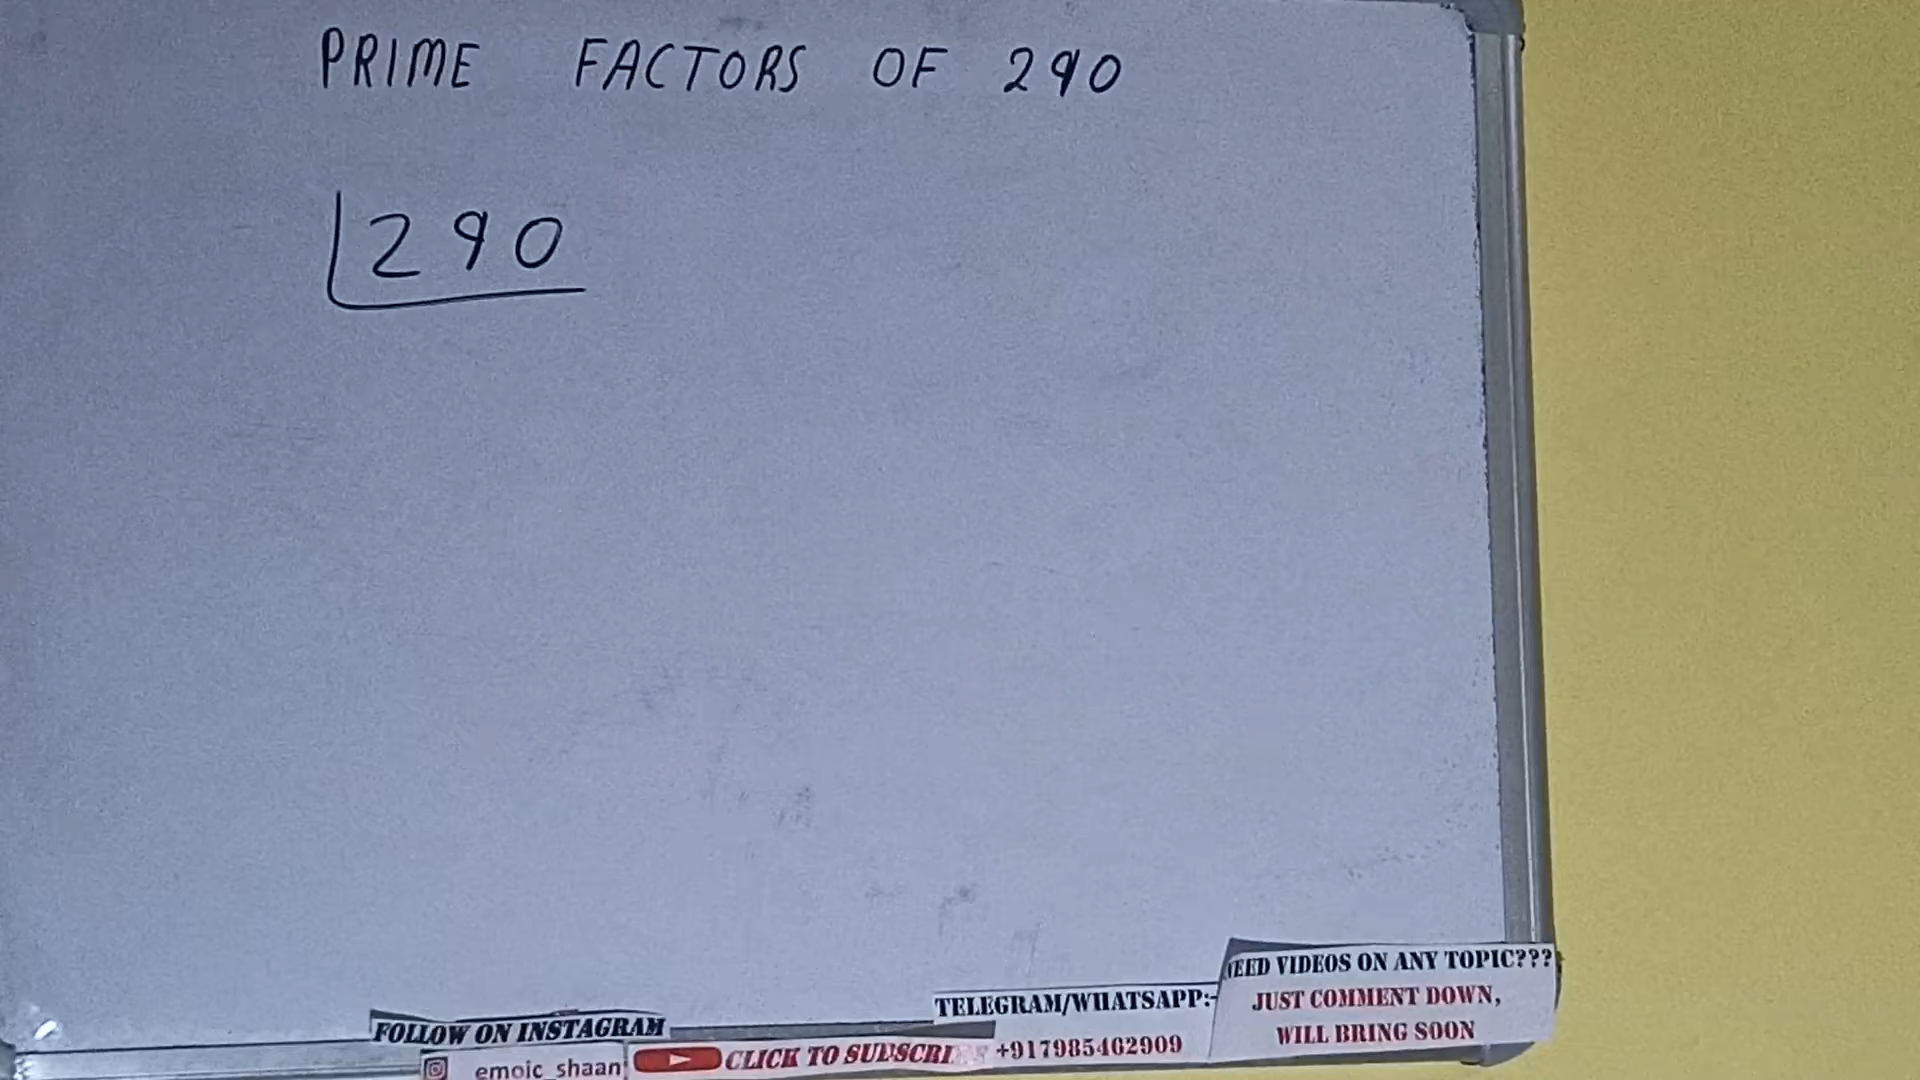 PRIME FACTORS OF 290
290
EED VIDEOS ON ANY TOPIC???
JUST COMMENT DOWN,
WILL BRING SOON
TELEGRAM/WHATSAPP:-
+917985462909
FOLLOW ON INSTAGRAM
emoic_shaan
CLICK TO SUBSCRI